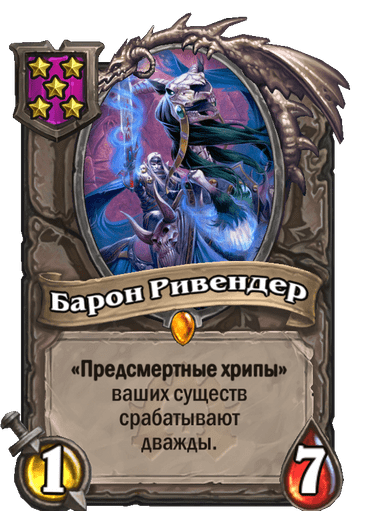 Барон Ривендер
«Предсмертные хрипы»
ваших существ
срабатывают
дважды.
1
7